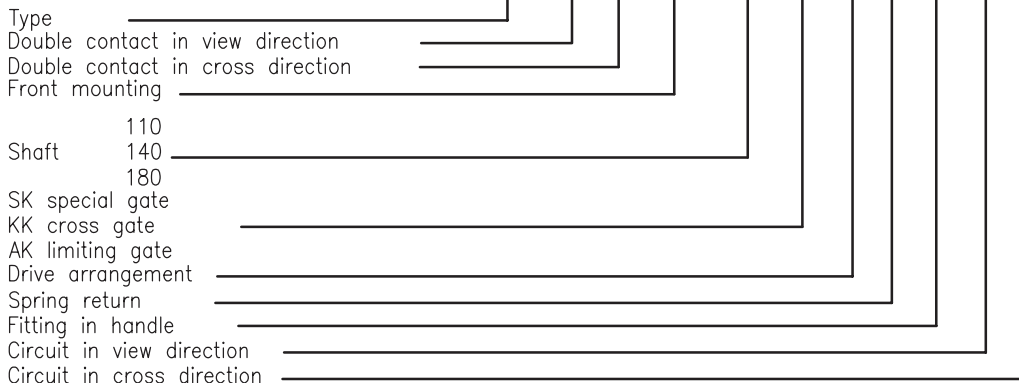 Type
Double contact in view direction
Double contact in cross direction
Front mounting
110
Shaft 140
180
SK special gate
KK cross gate
AK limiting gate
Drive arrangement
Spring return
Fitting in handle
Circuit in view direction
Circuit in cross direction